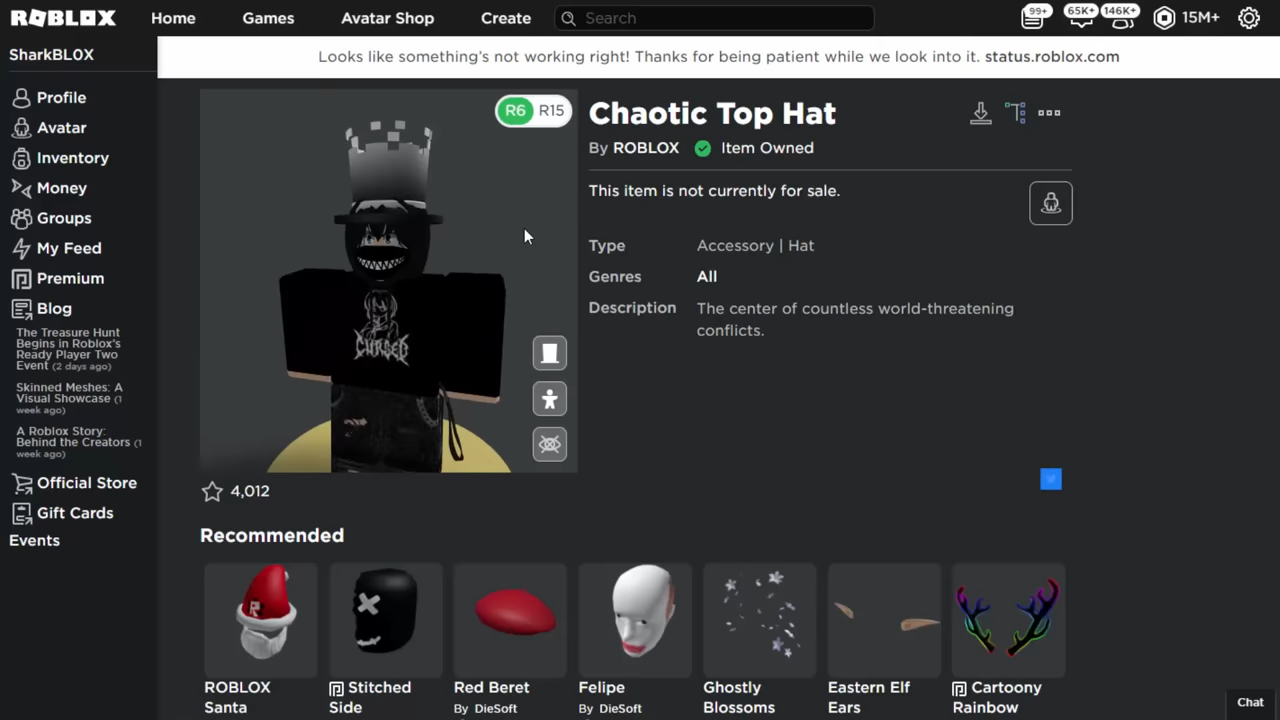 ROBLOX Home Games Avatar Shop Create Search 99+ 65K+ 146K+ 15M+
SharkBLOX
Looks like something's not working right! Thanks for being patient while we look into it. status.roblox.com
Profile
Avatar
Inventory
Money
Groups
My Feed
Premium
Blog
The Treasure Hunt
Begins in Roblox's
Ready Player Two
Event (2 days ago)
Skinned Meshes: A
Visual Showcase (1
week ago)
A Roblox Story:
Behind the Creators (1
week ago)
Official Store
Gift Cards
Events
R6 R15
CURSED
4,012
Chaotic Top Hat
By ROBLOX Item Owned
This item is not currently for sale.
Type Accessory | Hat
Genres All
Description The center of countless world-threatening
conflicts.
Recommended
R
ROBLOX
Santa
Stitched
Side
Red Beret
By DieSoft
Felipe
By DieSoft
Ghostly
Blossoms
Eastern Elf
Ears
Cartoony
Rainbow
Chat